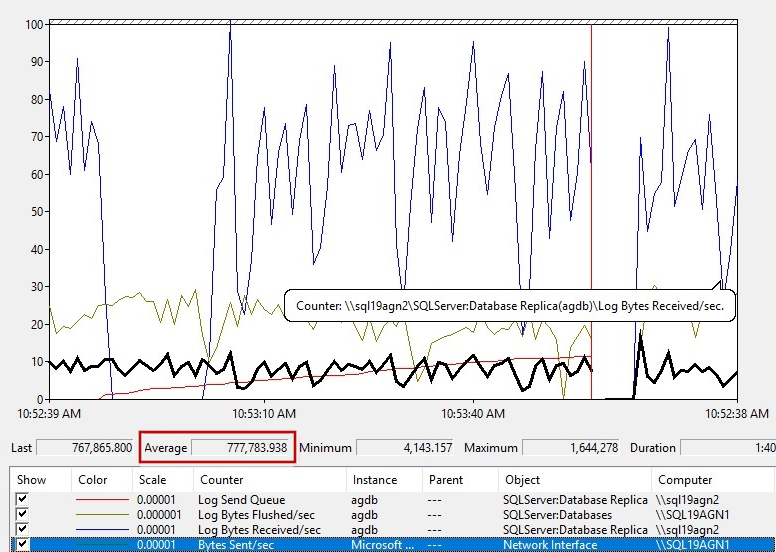 100
90
80
70
60
Counter: \\sql19agn2\SQLServer:Dabase Replica(agdb)\Log Bytes Received/sec.
50
40
30
20
10
0
10:52:39 AM 10:53:10 AM 10:53:40 AM 10:52:38 AM
Last 767,865.800 Average 777,783.938 Minimum 4,143.157 Maximum 1,644,278 Duration 1:40
Show Color Scale Counter Instance Parent Object Computer
0.00001 Log Send Queue agdb --- SQLServer:Database Replica \\sql19agn2
0.00001 Log Bytes Flushed/sec agdb --- SQLServer:Databases \\SQL19AGN1
0.00001 Log Bytes Received/sec agdb --- SQLServer:Database Replica \\sql19agn2
0.00001 Bytes Sent/sec Microsoft ... --- Network Interface \\SQL19AGN1